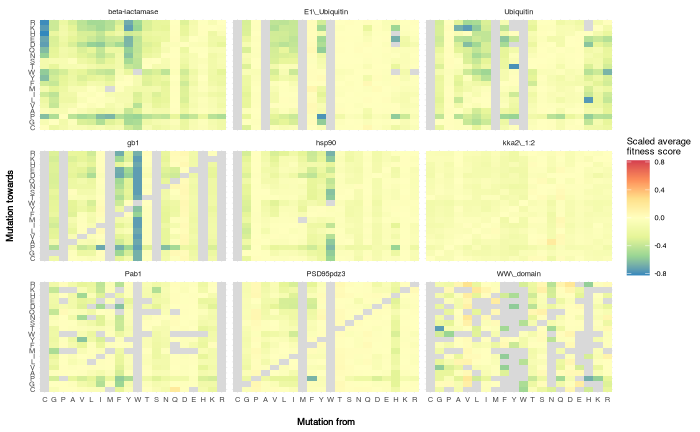 beta-lactamase
E1\_Ubiquitin
Ubiquitin
gb1
hsp90
kka2\_1:2
Pab1
PSD95pdz3
WW\_domain
Mutation towards
Scaled average
fitness score
0.8
0.4
0.0
-0.4
-0.8
C G P A V L I M F Y W T S N Q D E H K R
C G P A V L I M F Y W T S N Q D E H K R
C G P A V L I M F Y W T S N Q D E H K R
Mutation from